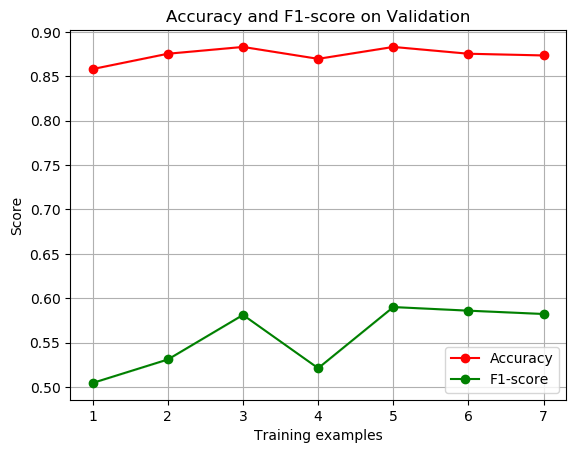 Accuracy and F1-score on Validation
0.90
0.85
0.80
0.75
0.70
0.65
0.60
0.55
0.50
Score
Accuracy
F1-score
1 2 3 4 5 6 7
Training examples